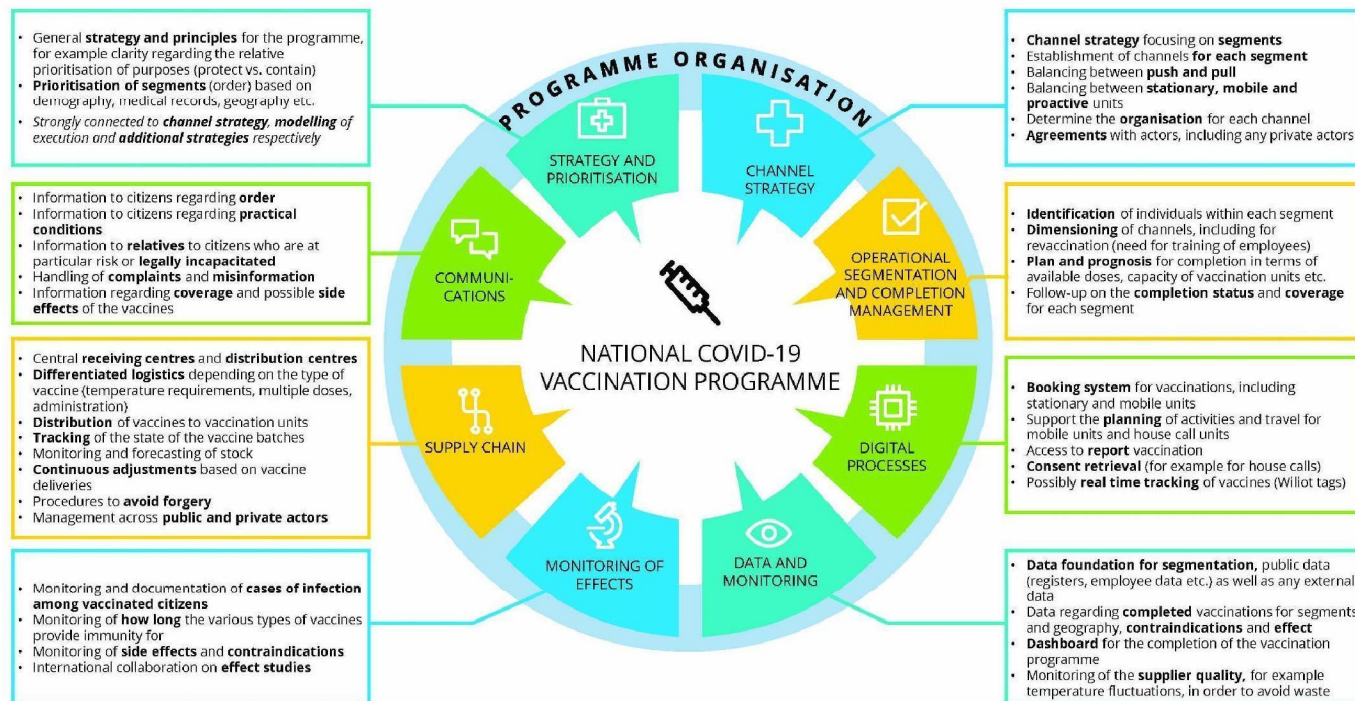 • General strategy and principles for the programme,
for example clarity regarding the relative
prioritisation of purposes (protect vs. contain)
• Prioritisation of segments (order) based on
demography, medical records, geography etc.
• Strongly connected to channel strategy, modelling of
execution and additional strategies respectively
• Information to citizens regarding order
• Information to citizens regarding practical
conditions
• Information to relatives to citizens who are at
particular risk or legally incapacitated
• Handling of complaints and misinformation
• Information regarding coverage and possible side
effects of the vaccines
• Central receiving centres and distribution centres
• Differentiated logistics depending on the type of
vaccine (temperature requirements, multiple doses,
administration)
• Distribution of vaccines to vaccination units
• Tracking of the state of the vaccine batches
• Monitoring and forecasting of stock
• Continuous adjustments based on vaccine
deliveries
• Procedures to avoid forgery
• Management across public and private actors
• Monitoring and documentation of cases of infection
among vaccinated citizens
• Monitoring of how long the various types of vaccines
provide immunity for
• Monitoring of side effects and contraindications
• International collaboration on effect studies
PROGRAMME ORGANISATION
STRATEGY AND
PRIORITISATION
CHANNEL
STRATEGY
COMMUNI-
CATIONS
OPERATIONAL
SEGMENTATION
AND COMPLETION
MANAGEMENT
NATIONAL COVID-19
VACCINATION PROGRAMME
SUPPLY CHAIN
DIGITAL
PROCESSES
MONITORING OF
EFFECTS
DATA AND
MONITORING
• Channel strategy focusing on segments
• Establishment of channels for each segment
• Balancing between push and pull
• Balancing between stationary, mobile and
proactive units
• Determine the organisation for each channel
• Agreements with actors, including any private actors
• Identification of individuals within each segment
• Dimensioning of channels, including for
revaccination (need for training of employees)
• Plan and prognosis for completion in terms of
available doses, capacity of vaccination units etc.
• Follow-up on the completion status and coverage
for each segment
• Booking system for vaccinations, including
stationary and mobile units
• Support the planning of activities and travel for
mobile units and house call units
• Access to report vaccination
• Consent retrieval (for example for house calls)
• Possibly real time tracking of vaccines (Wiliot tags)
• Data foundation for segmentation, public data
(registers, employee data etc.) as well as any external
data
• Data regarding completed vaccinations for segments
and geography, contraindications and effect
• Dashboard for the completion of the vaccination
programme
• Monitoring of the supplier quality, for example
temperature fluctuations, in order to avoid waste